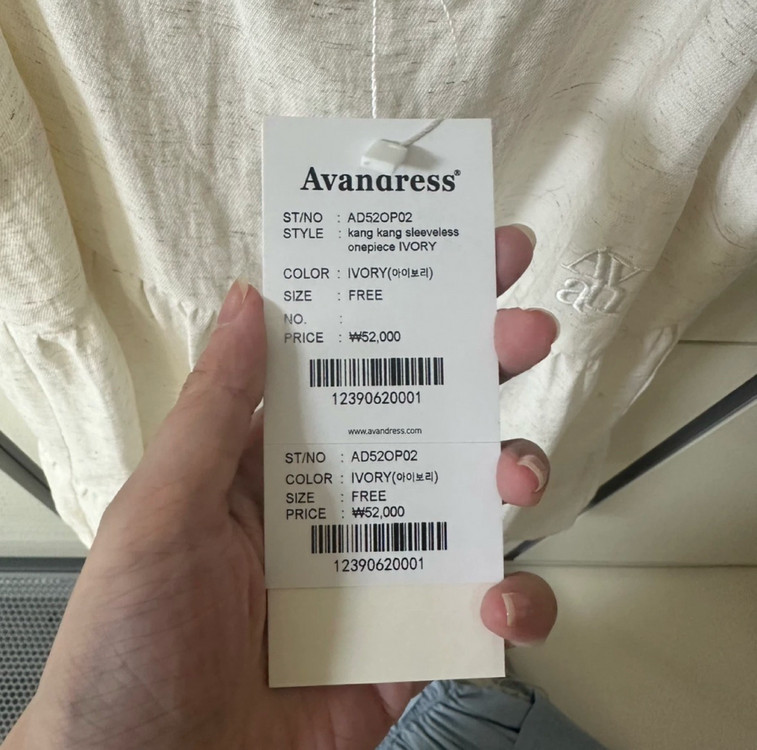 Avandress®
ST/NO : AD52OP02
STYLE : kang kang sleeveless
onepiece IVORY
COLOR : IVORY(아이보리)
SIZE : FREE
NO. :
PRICE : ₩52,000
12390620001
www.avandress.com
ST/NO : AD52OP02
COLOR : IVORY(아이보리)
SIZE : FREE
PRICE : ₩52,000
12390620001